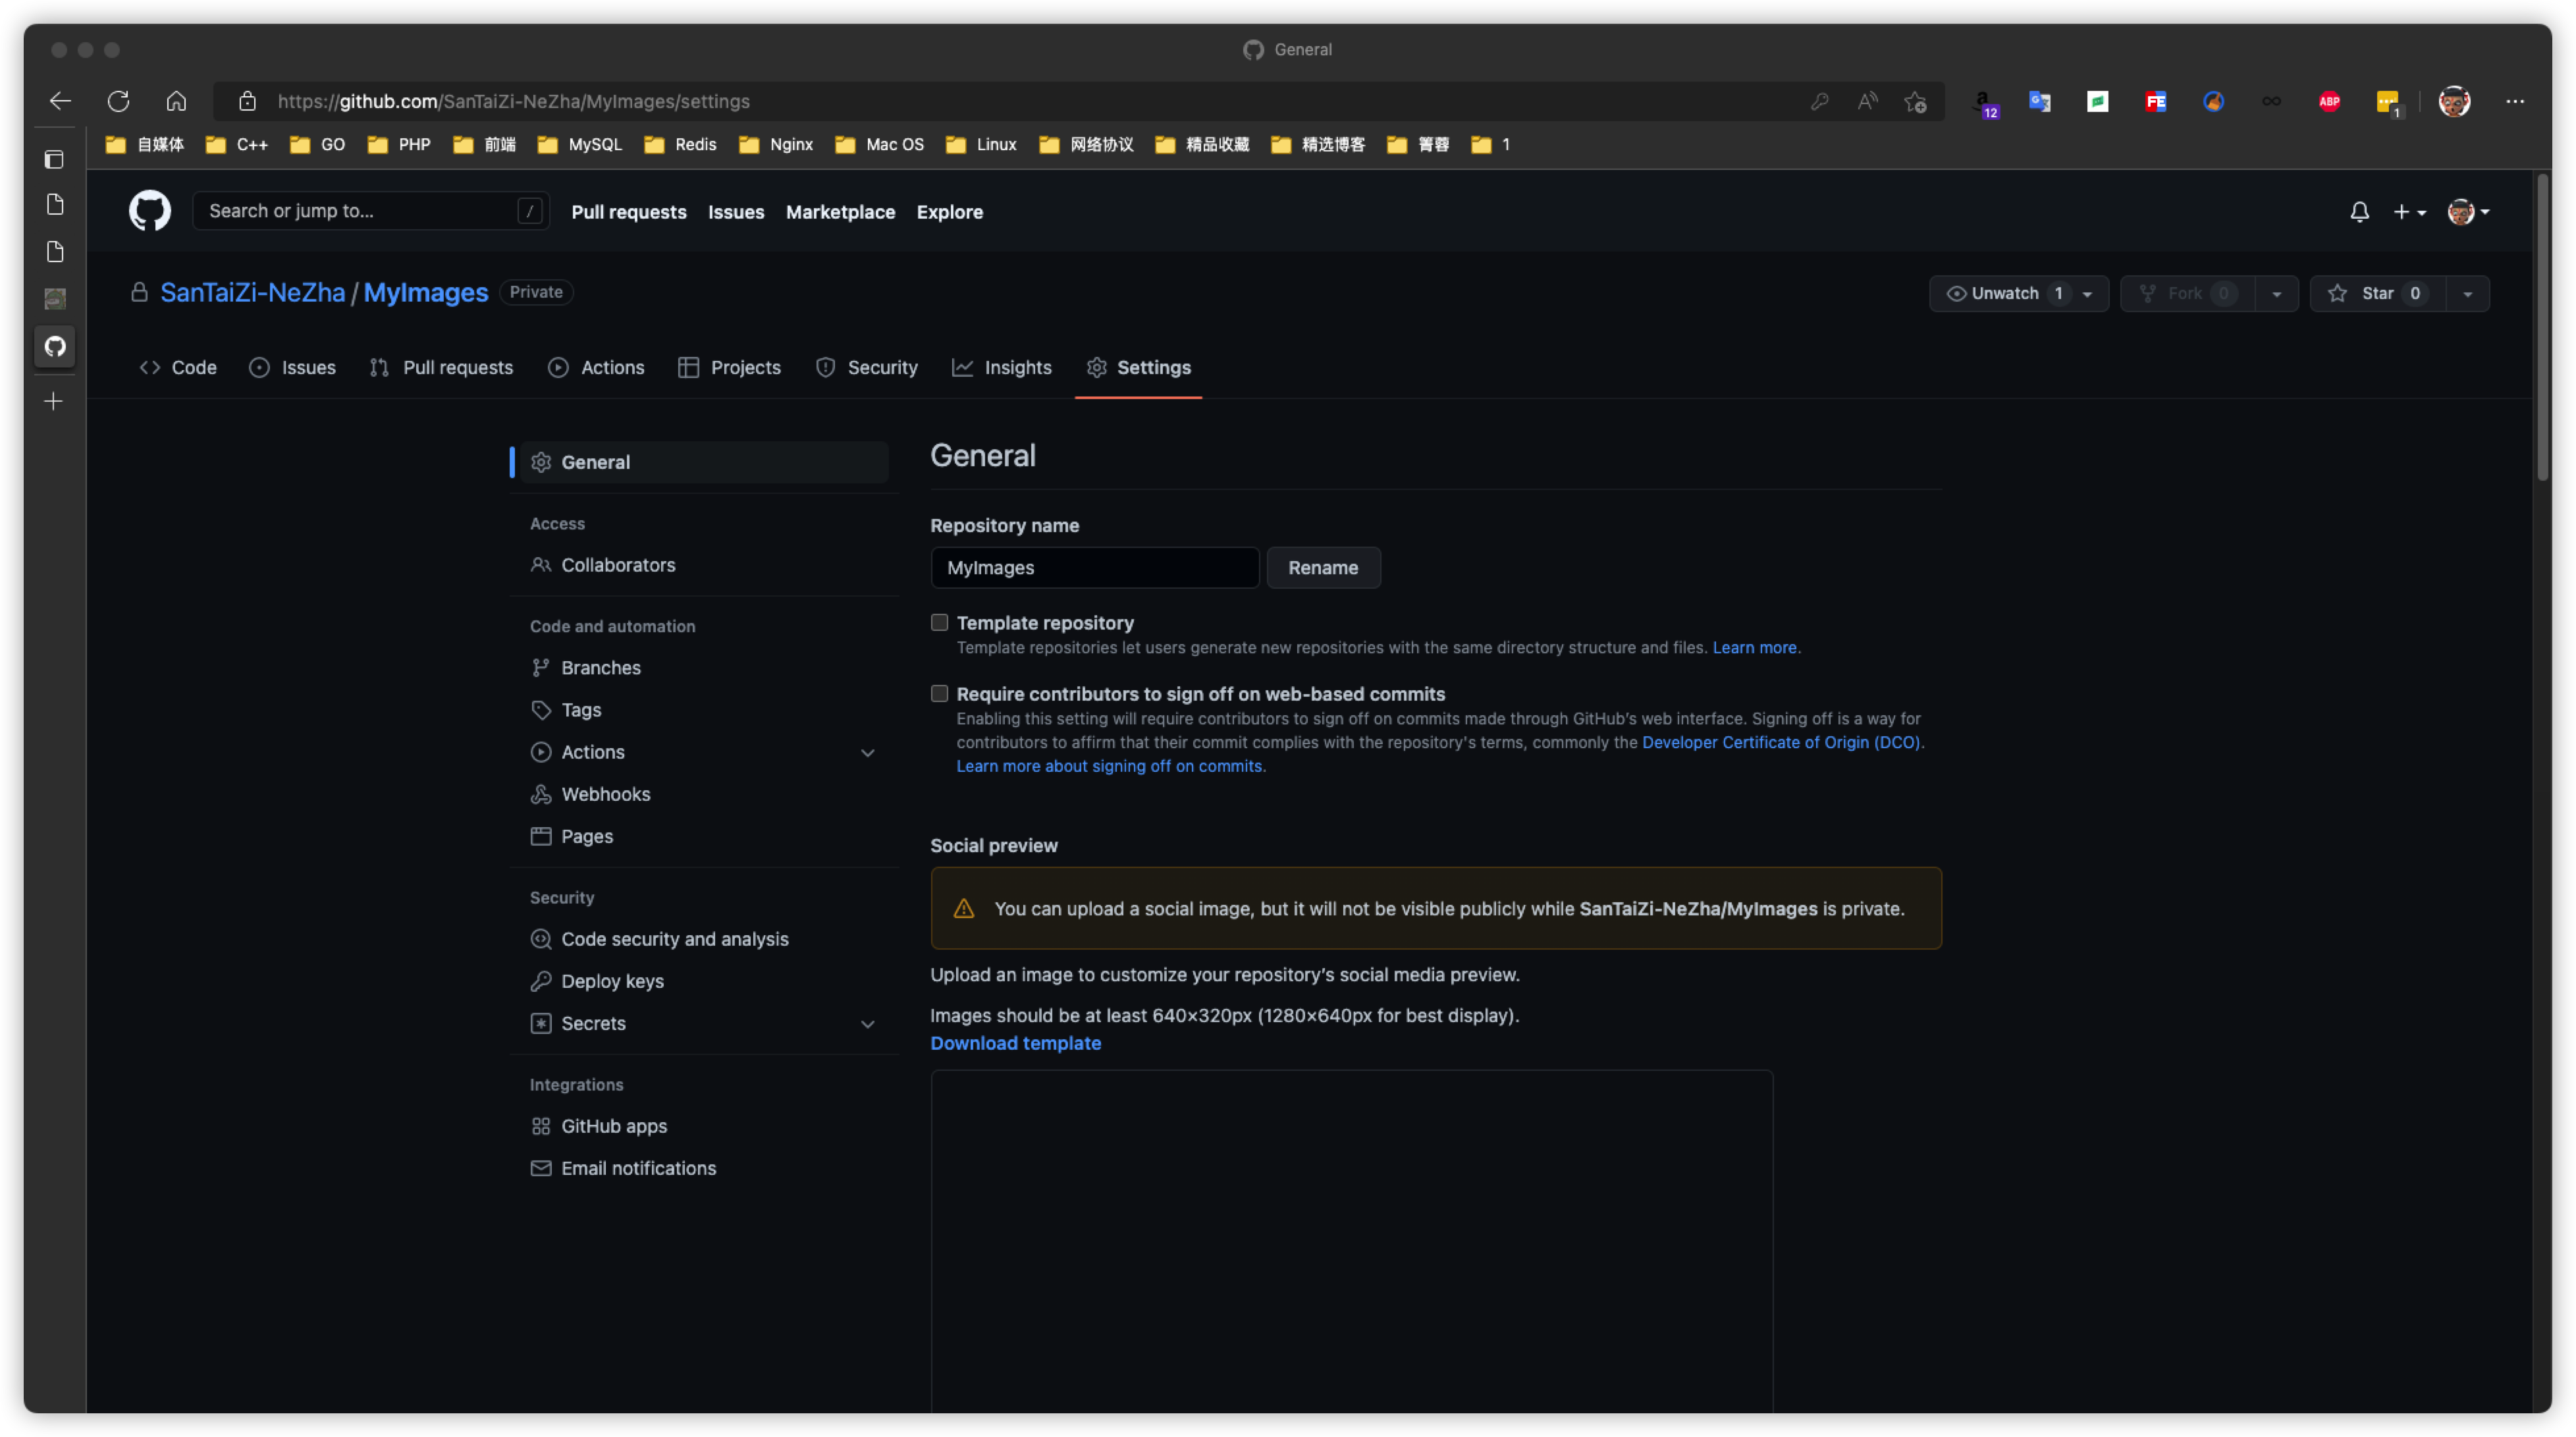 General
https://github.com/SanTaiZi-NeZha/MyImages/settings
12
FE
ABP
1
自媒体 C++ GO PHP 前端 MySQL Redis Nginx Mac OS Linux 网络协议 精品收藏 精选博客 箐蓉 1
Search or jump to... / Pull requests Issues Marketplace Explore
SanTaiZi-NeZha / MyImages Private Unwatch 1 Fork 0 Star 0
Code Issues Pull requests Actions Projects Security Insights Settings
General
Access
Collaborators
Code and automation
Branches
Tags
Actions
Webhooks
Pages
Security
Code security and analysis
Deploy keys
Secrets
Integrations
GitHub apps
Email notifications
General
Repository name
MyImages Rename
Template repository
Template repositories let users generate new repositories with the same directory structure and files. Learn more.
Require contributors to sign off on web-based commits
Enabling this setting will require contributors to sign off on commits made through GitHub's web interface. Signing off is a way for
contributors to affirm that their commit complies with the repository's terms, commonly the Developer Certificate of Origin (DCO).
Learn more about signing off on commits.
Social preview
You can upload a social image, but it will not be visible publicly while SanTaiZi-NeZha/MyImages is private.
Upload an image to customize your repository's social media preview.
Images should be at least 640×320px (1280×640px for best display).
Download template